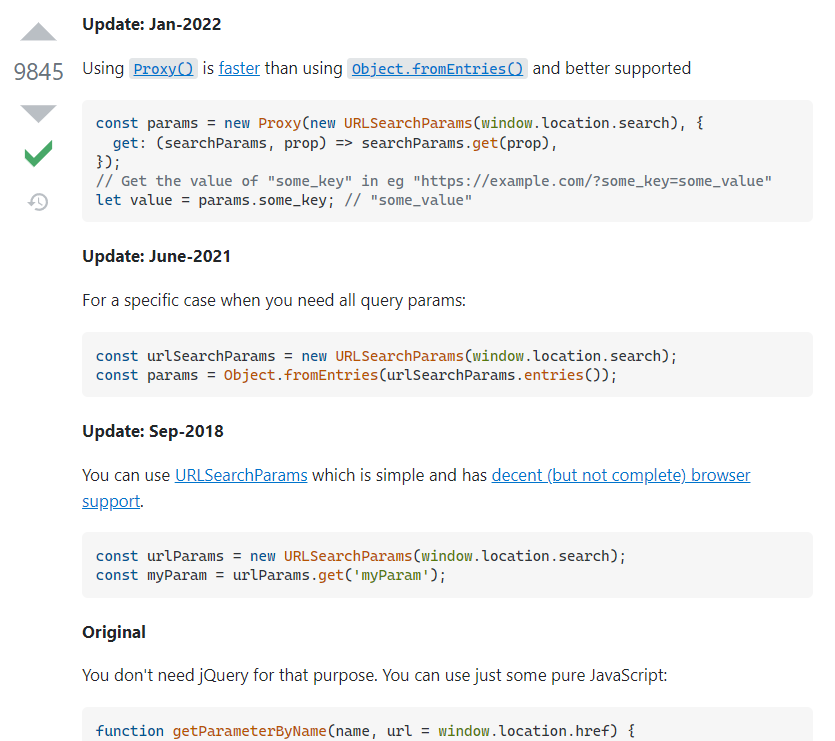 Update: Jan-2022
9845
Using Proxy() is faster than using Object.fromEntries() and better supported
const params = new Proxy(new URLSearchParams(window.location.search), {
  get: (searchParams, prop) => searchParams.get(prop),
});
// Get the value of "some_key" in eg "https://example.com/?some_key=some_value"
let value = params.some_key; // "some_value"
Update: June-2021
For a specific case when you need all query params:
const urlSearchParams = new URLSearchParams(window.location.search);
const params = Object.fromEntries(urlSearchParams.entries());
Update: Sep-2018
You can use URLSearchParams which is simple and has decent (but not complete) browser
support.
const urlParams = new URLSearchParams(window.location.search);
const myParam = urlParams.get('myParam');
Original
You don't need jQuery for that purpose. You can use just some pure JavaScript:
function getParameterByName(name, url = window.location.href) {